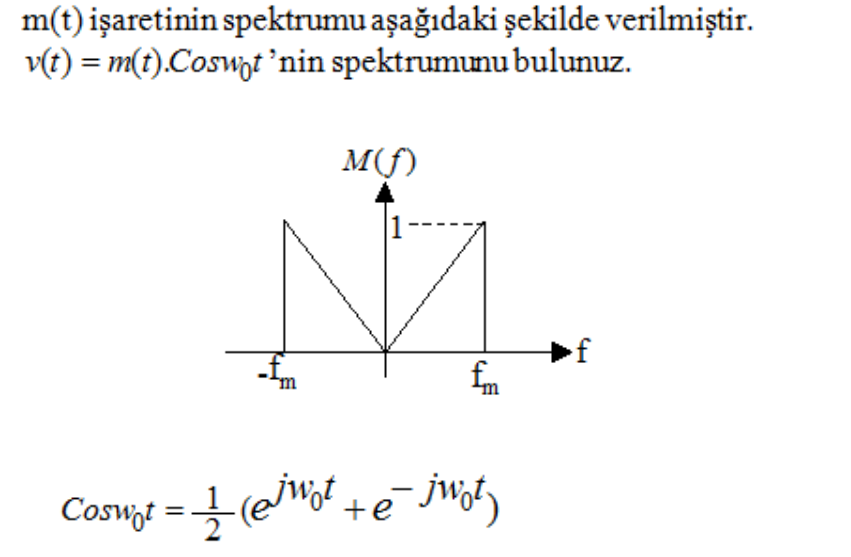 m(t) işaretinin spektrumu aşağıdaki şekilde verilmiştir.
v(t) = m(t).Cosw₀t ’nin spektrumunu bulunuz.
M(f)
1
f
-fₘ
fₘ
Cosw₀t = 1/2 (e^jw₀t + e^− jw₀t)